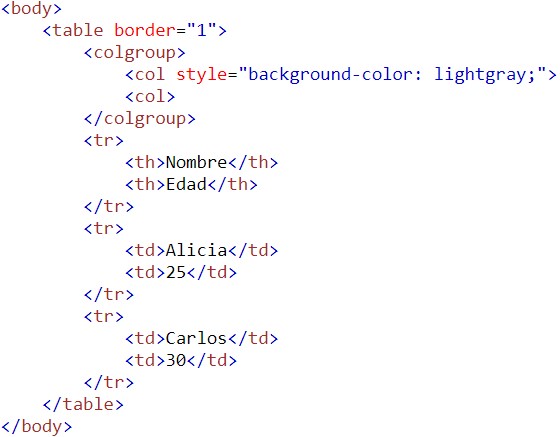 <body>
<table border="1">
<colgroup>
<col style="background-color: lightgray;">
<col>
</colgroup>
<tr>
<th>Nombre</th>
<th>Edad</th>
</tr>
<tr>
<td>Alicia</td>
<td>25</td>
</tr>
<tr>
<td>Carlos</td>
<td>30</td>
</tr>
</table>
</body>